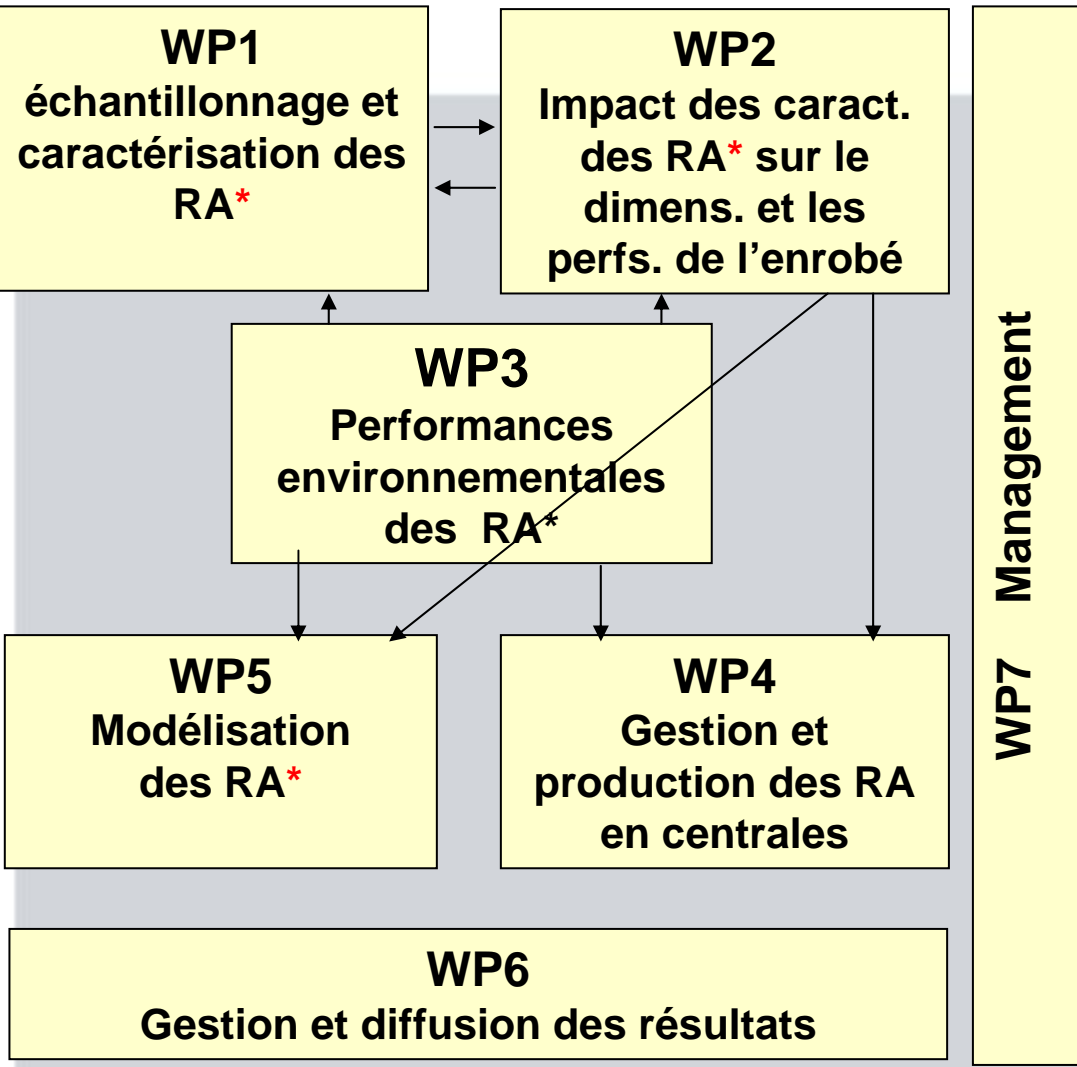 WP1
échantillonnage et
caractérisation des
RA*
WP2
Impact des caract.
des RA* sur le
dimens. et les
perfs. de l'enrobé
WP3
Performances
environnementales
des RA*
WP5
Modélisation
des RA*
WP4
Gestion et
production des RA
en centrales
WP6
Gestion et diffusion des résultats
WP7 Management